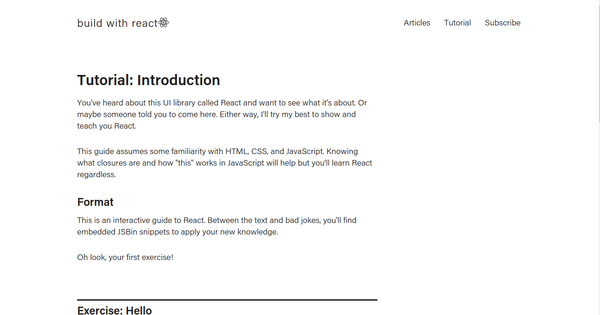 build with react
Articles Tutorial Subscribe
Tutorial: Introduction
You've heard about this UI library called React and want to see what it's about. Or
maybe someone told you to come here. Either way, I'll try my best to show and
teach you React.
This guide assumes some familiarity with HTML, CSS, and JavaScript. Knowing
what closures are and how "this" works in JavaScript will help but you'll learn React
regardless.
Format
This is an interactive guide to React. Between the text and bad jokes, you'll find
embedded JSBin snippets to apply your new knowledge.
Oh look, your first exercise!
Exercise: Hello